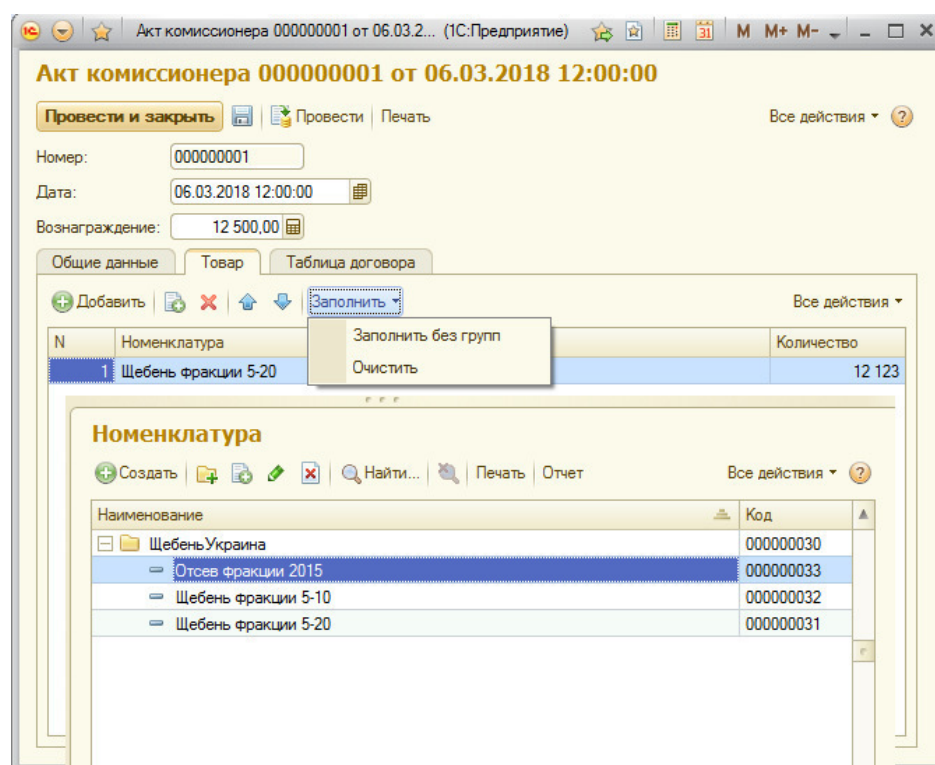 Акт комиссионера 000000001 от 06.03.2... (1С:Предприятие) 31 M M+ M-
Акт комиссионера 000000001 от 06.03.2018 12:00:00
Провести и закрыть Провести Печать Все действия ?
Номер: 000000001
Дата: 06.03.2018 12:00:00
Вознаграждение: 12 500,00
Общие данные Товар Таблица договора
Добавить Заполнить Все действия
Заполнить без групп
Очистить
N Номенклатура Количество
1 Щебень фракции 5-20 12 123
Номенклатура
Создать Найти... Печать Отчет Все действия ?
Наименование Код
ЩебеньУкраина 000000030
Отсев фракции 2015 000000033
Щебень фракции 5-10 000000032
Щебень фракции 5-20 000000031